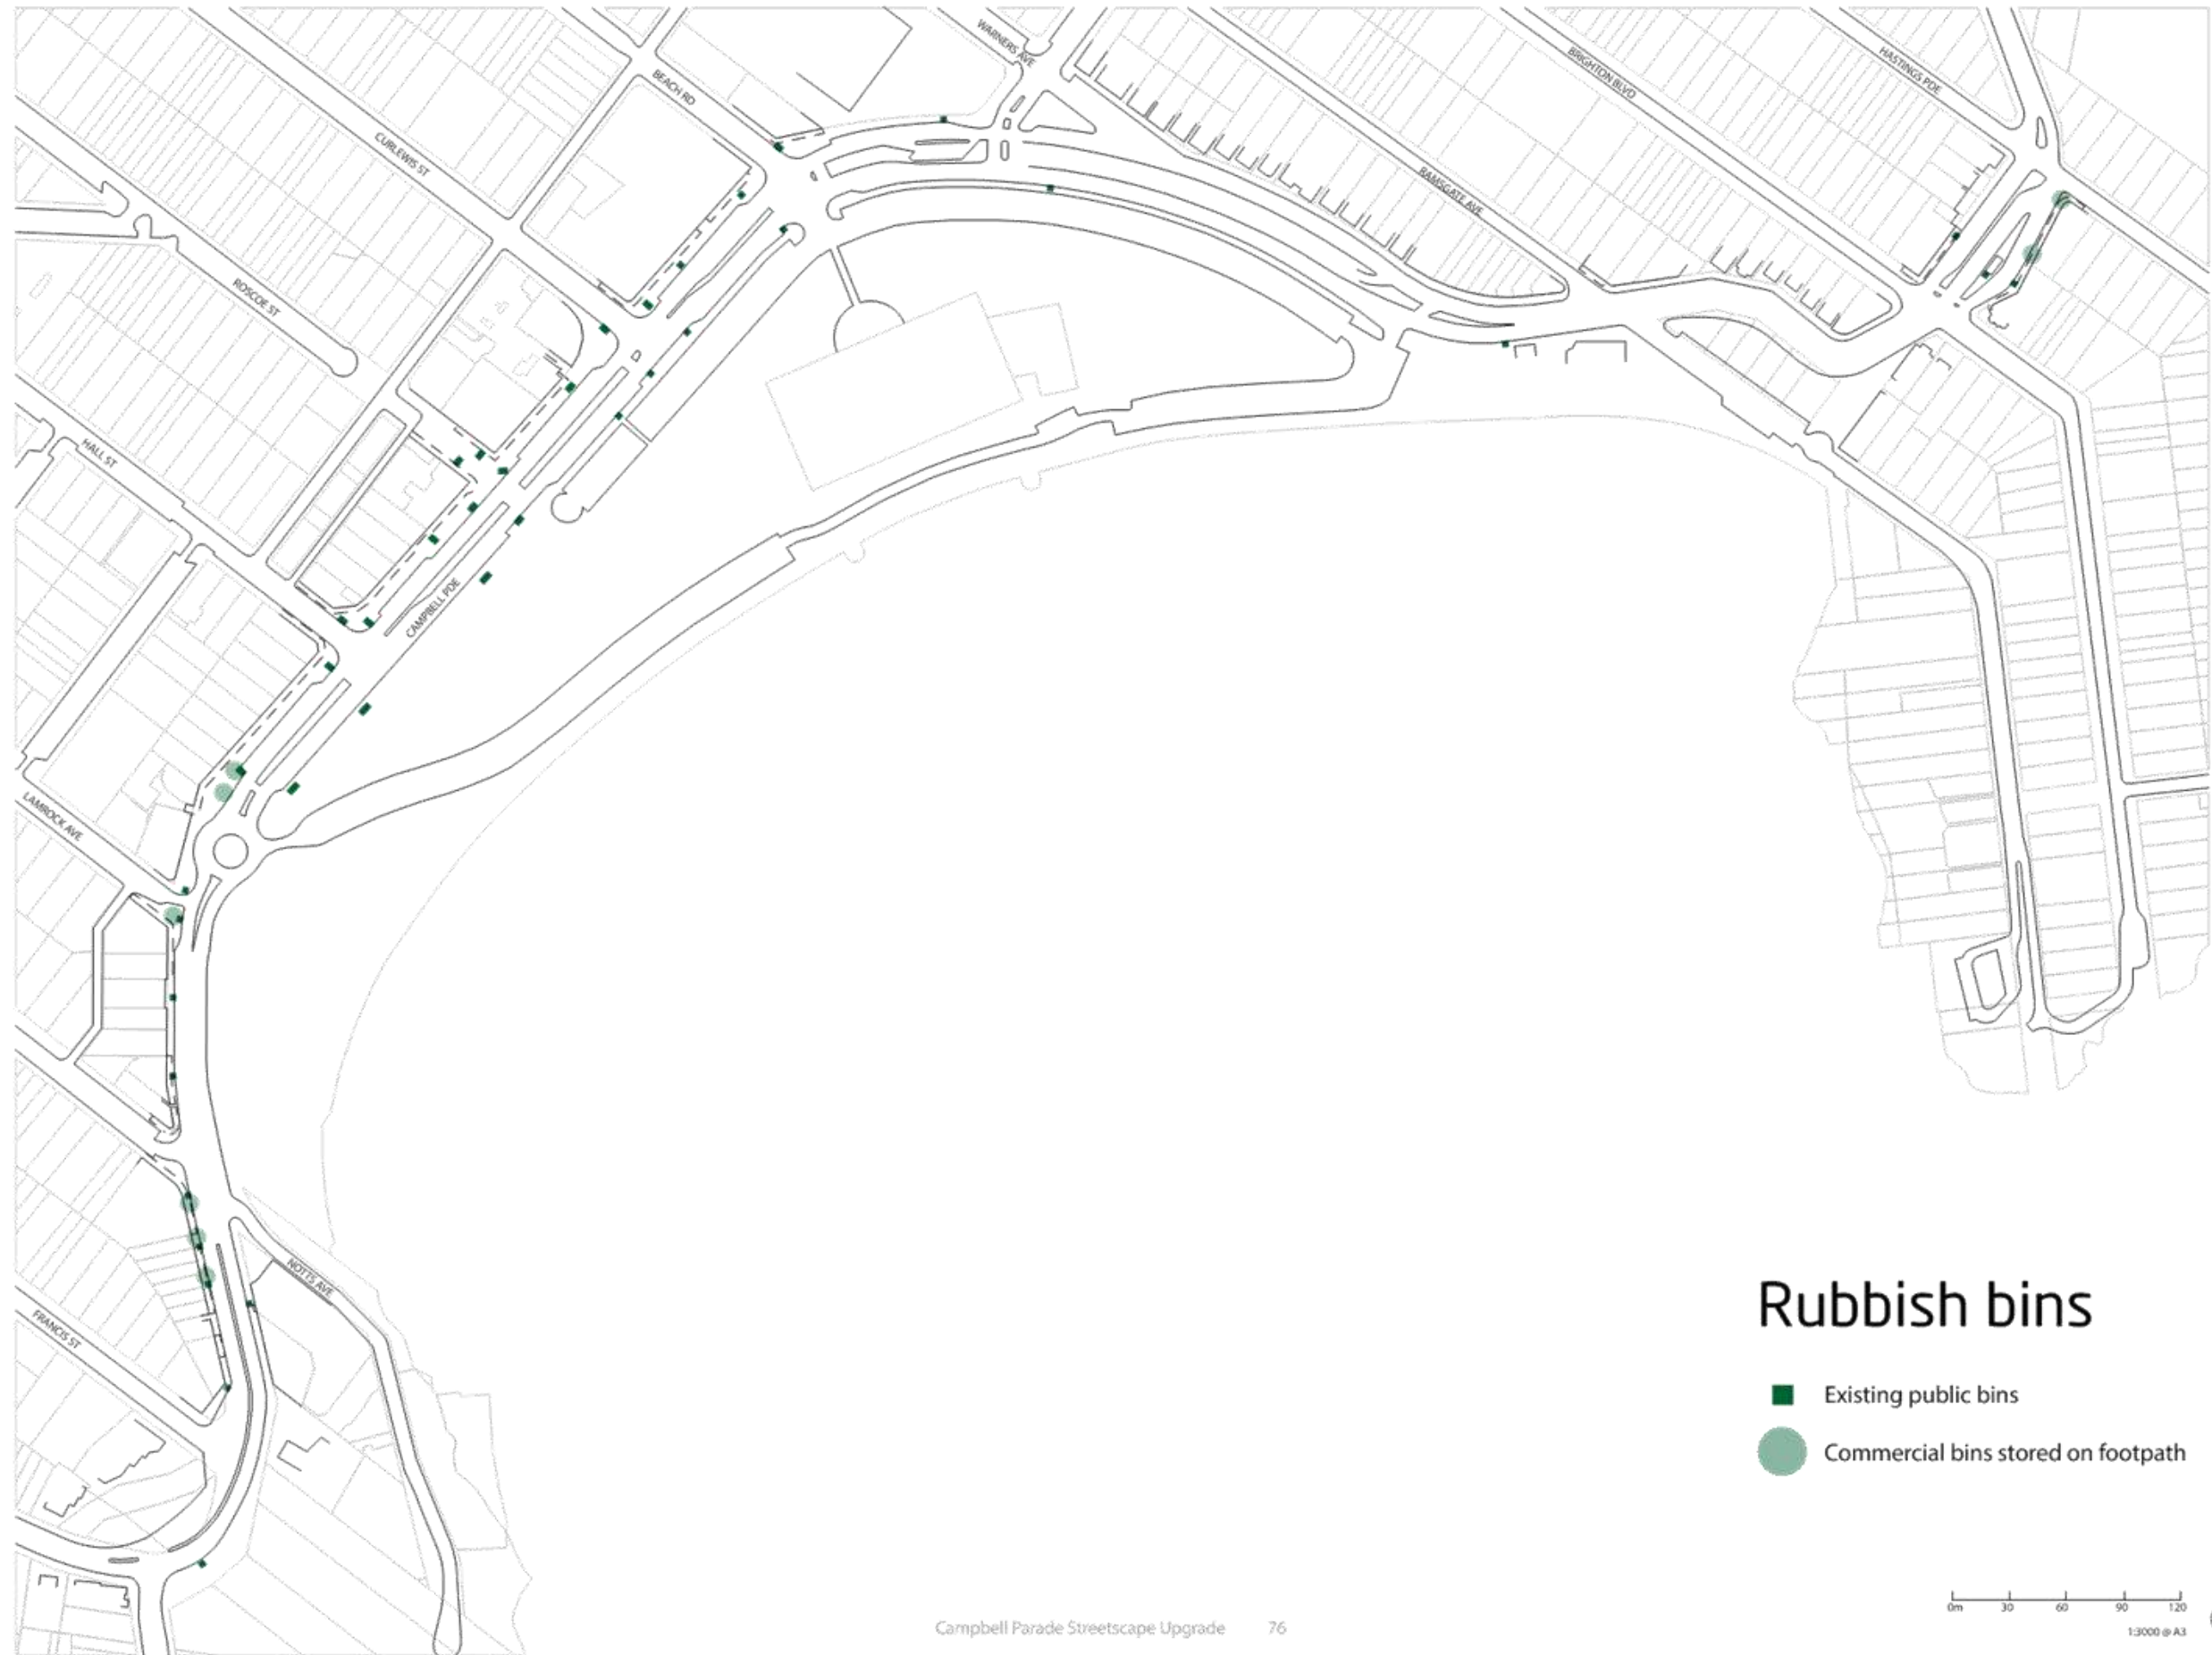 WARNERS AVE
BRIGHTON BLVD
HASTINGS PDE
BEACH RD
CURLEWIS ST
RAMSGATE AVE
ROSCOE ST
HALL ST
CAMPBELL PDE
LAMROCK AVE
NOTTS AVE
FRANCIS ST
Rubbish bins
Existing public bins
Commercial bins stored on footpath
0m 30 60 90 120
1:3000 @ A3
Campbell Parade Streetscape Upgrade 76